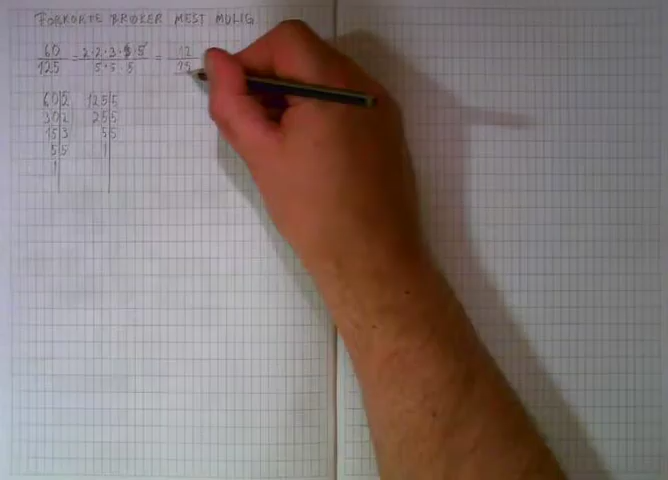 FORKORTE BRØKER MEST MULIG
60/125 = 2·2·3·5/5·5·5 = 12/25
60|2 125|5
30|2 25|5
15|3 5|5
5|5 1|
1|